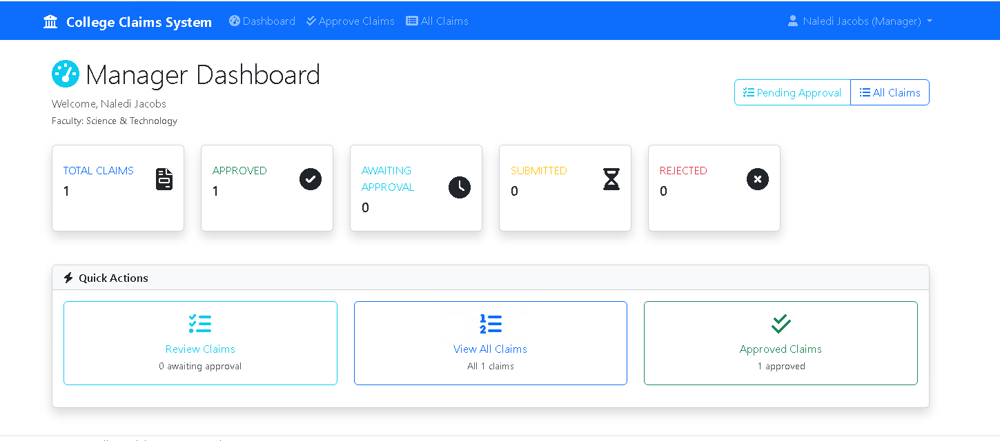 College Claims System Dashboard Approve Claims All Claims Naledi Jacobs (Manager)
Manager Dashboard
Pending Approval All Claims
Welcome, Naledi Jacobs
Faculty: Science & Technology
TOTAL CLAIMS
1
APPROVED
1
AWAITING
APPROVAL
0
SUBMITTED
0
REJECTED
0
Quick Actions
Review Claims
0 awaiting approval
View All Claims
All 1 claims
Approved Claims
1 approved